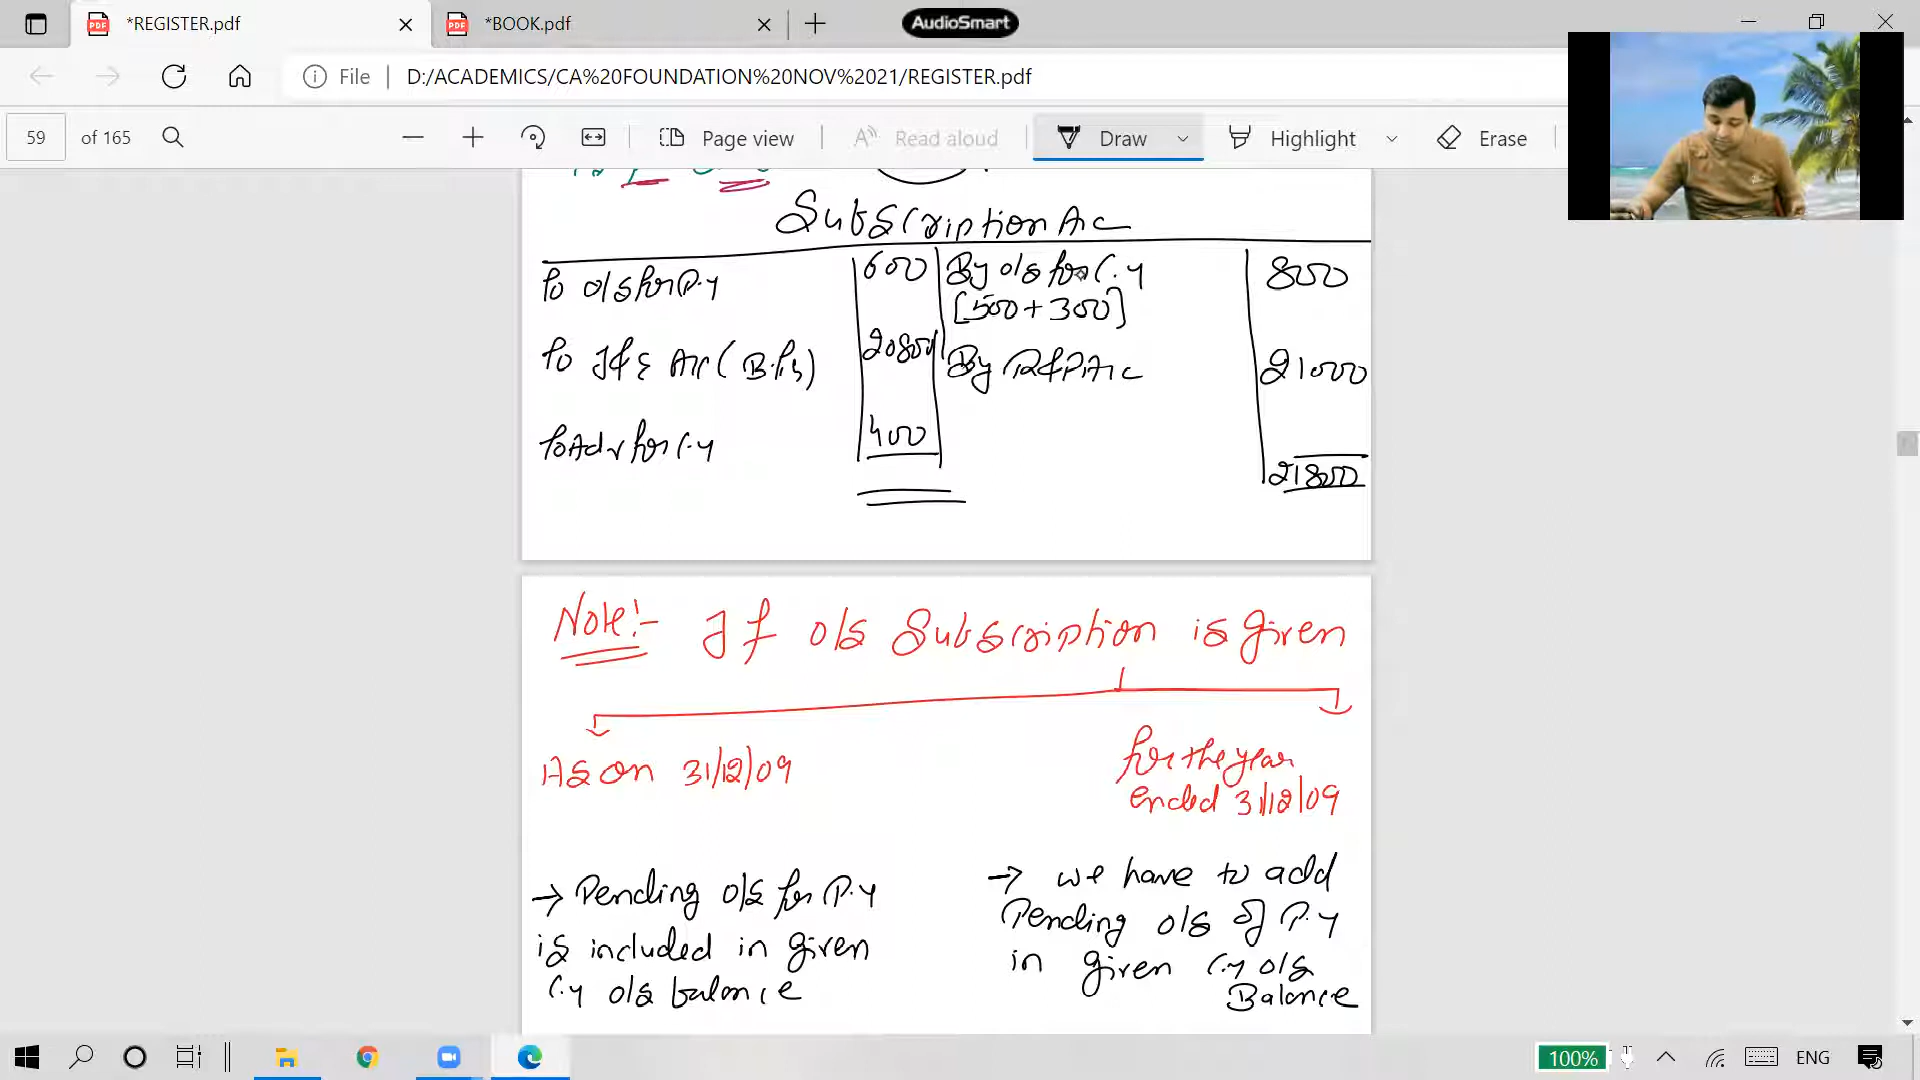 *REGISTER.pdf
*BOOK.pdf
AudioSmart
File D:/ACADEMICS/CA%20FOUNDATION%20NOV%2021/REGISTER.pdf
59 of 165
Page view
Read aloud
Draw
Highlight
Erase
Subscription A/c
To o/s for P.Y 600 By o/s for C.Y 800
[500 + 300]
To I&E A/c (B.f) 20800 By R&P A/c 21000
To Adv for C.Y 400
21800
Note:- If o/s Subscription is given
As on 31/12/09
for the year
ended 31/12/09
→ Pending o/s for P.Y
is included in given
C.Y o/s balance
→ we have to add
Pending o/s of P.Y
in given C.Y o/s
Balance
100%
ENG